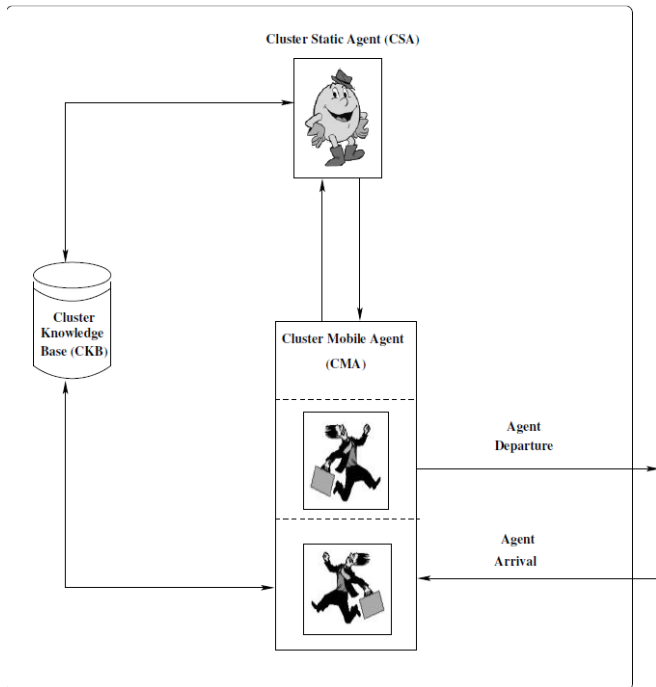 Cluster Static Agent (CSA)
Cluster
Knowledge
Base (CKB)
Cluster Mobile Agent
(CMA)
Agent
Departure
Agent
Arrival